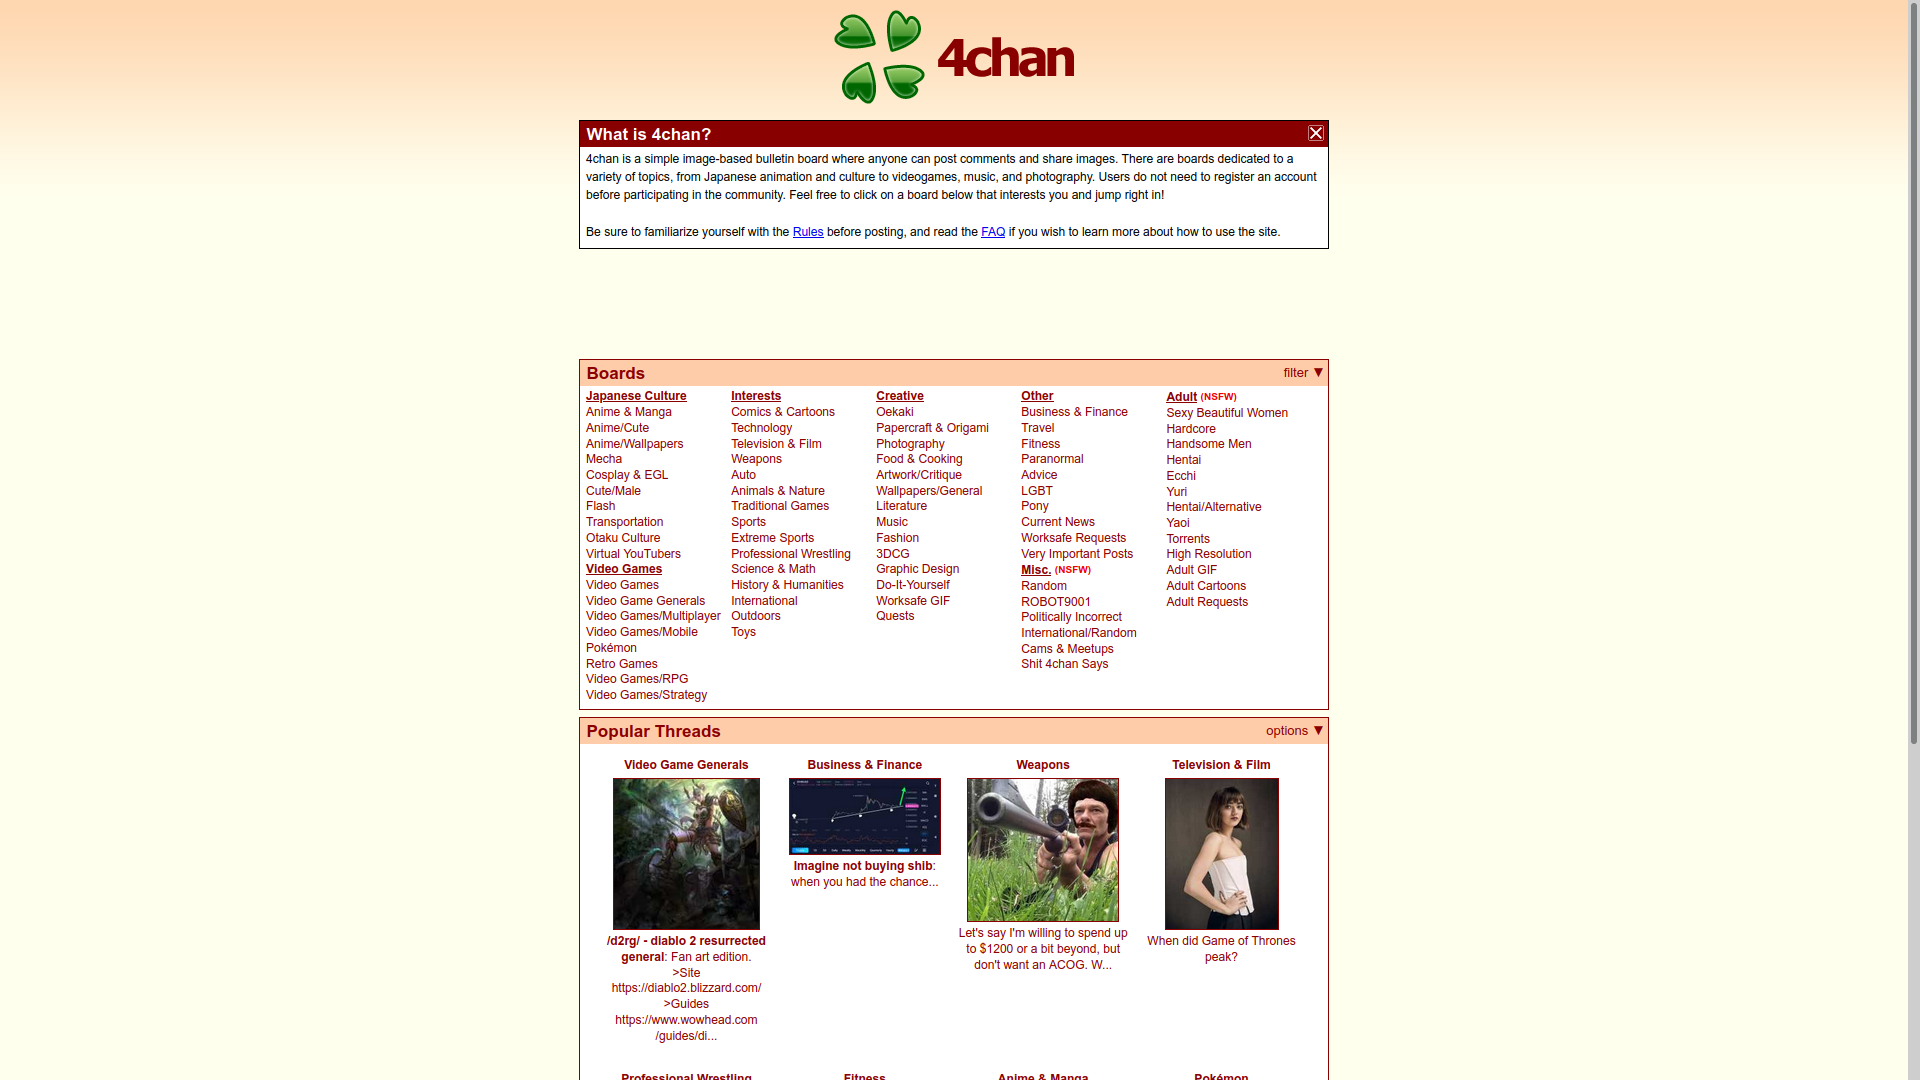 4chan
What is 4chan?
4chan is a simple image-based bulletin board where anyone can post comments and share images. There are boards dedicated to a
variety of topics, from Japanese animation and culture to videogames, music, and photography. Users do not need to register an account
before participating in the community. Feel free to click on a board below that interests you and jump right in!
Be sure to familiarize yourself with the Rules before posting, and read the FAQ if you wish to learn more about how to use the site.
Boards
filter ▼
Japanese Culture
Anime & Manga
Anime/Cute
Anime/Wallpapers
Mecha
Cosplay & EGL
Cute/Male
Flash
Transportation
Otaku Culture
Virtual YouTubers
Video Games
Video Games
Video Game Generals
Video Games/Multiplayer
Video Games/Mobile
Pokémon
Retro Games
Video Games/RPG
Video Games/Strategy
Interests
Comics & Cartoons
Technology
Television & Film
Weapons
Auto
Animals & Nature
Traditional Games
Sports
Extreme Sports
Professional Wrestling
Science & Math
History & Humanities
International
Outdoors
Toys
Creative
Oekaki
Papercraft & Origami
Photography
Food & Cooking
Artwork/Critique
Wallpapers/General
Literature
Music
Fashion
3DCG
Graphic Design
Do-It-Yourself
Worksafe GIF
Quests
Other
Business & Finance
Travel
Fitness
Paranormal
Advice
LGBT
Pony
Current News
Worksafe Requests
Very Important Posts
Misc. (NSFW)
Random
ROBOT9001
Politically Incorrect
International/Random
Cams & Meetups
Shit 4chan Says
Adult (NSFW)
Sexy Beautiful Women
Hardcore
Handsome Men
Hentai
Ecchi
Yuri
Hentai/Alternative
Yaoi
Torrents
High Resolution
Adult GIF
Adult Cartoons
Adult Requests
Popular Threads
options ▼
Video Game Generals
/d2rg/ - diablo 2 resurrected
general: Fan art edition.
>Site
https://diablo2.blizzard.com/
>Guides
https://www.wowhead.com
/guides/di...
Business & Finance
Imagine not buying shib:
when you had the chance...
Weapons
Let's say I'm willing to spend up
to $1200 or a bit beyond, but
don't want an ACOG. W...
Television & Film
When did Game of Thrones
peak?
Professional Wrestling
Fitness
Anime & Manga
Pokémon